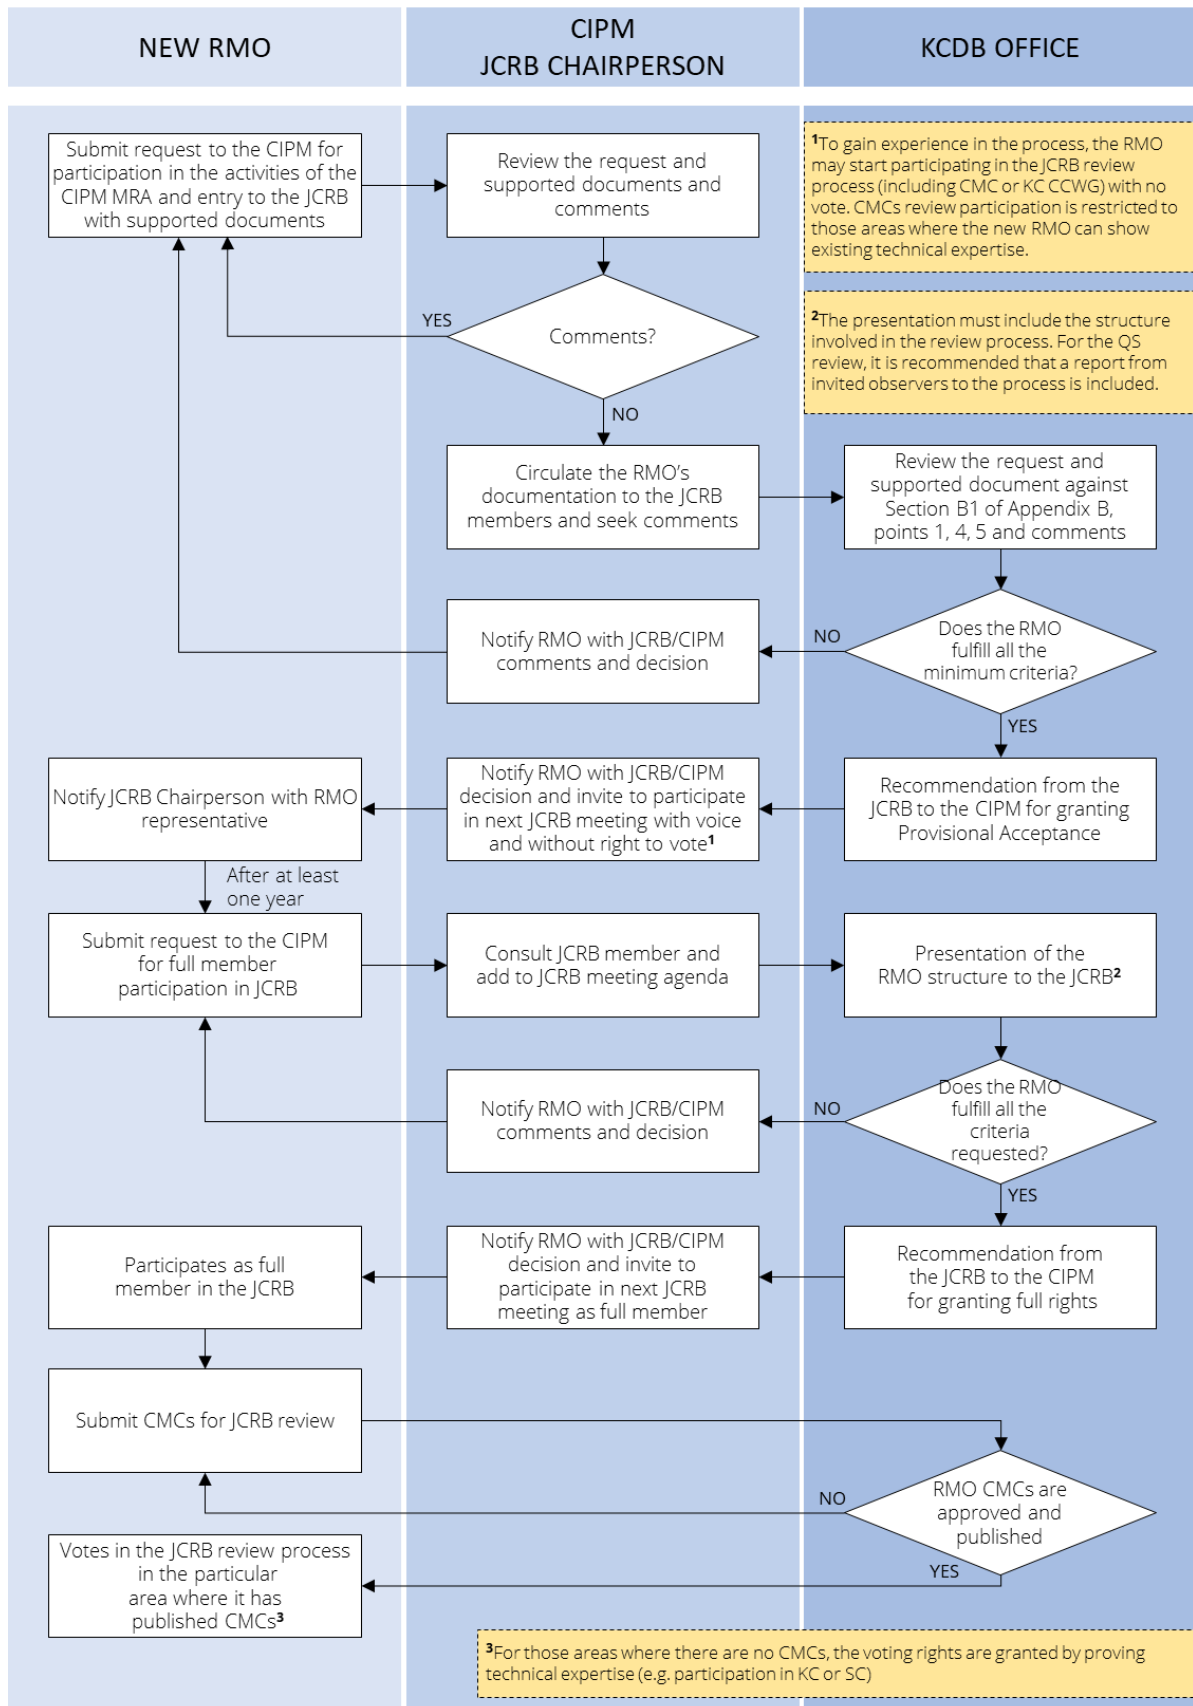 NEW RMO
CIPM
JCRB CHAIRPERSON
KCDB OFFICE
Submit request to the CIPM for
participation in the activities of the
CIPM MRA and entry to the JCRB
with supported documents
Review the request and
supported documents and
comments
¹To gain experience in the process, the RMO
may start participating in the JCRB review
process (including CMC or KC CCWG) with no
vote. CMCs review participation is restricted to
those areas where the new RMO can show
existing technical expertise.
YES
Comments?
NO
²The presentation must include the structure
involved in the review process. For the QS
review, it is recommended that a report from
invited observers to the process is included.
Circulate the RMO’s
documentation to the JCRB
members and seek comments
Review the request and
supported document against
Section B1 of Appendix B,
points 1, 4, 5 and comments
Notify RMO with JCRB/CIPM
comments and decision
NO
Does the RMO
fulfill all the
minimum criteria?
YES
Notify JCRB Chairperson with RMO
representative
Notify RMO with JCRB/CIPM
decision and invite to participate
in next JCRB meeting with voice
and without right to vote¹
Recommendation from the
JCRB to the CIPM for granting
Provisional Acceptance
After at least
one year
Submit request to the CIPM
for full member
participation in JCRB
Consult JCRB member and
add to JCRB meeting agenda
Presentation of the
RMO structure to the JCRB²
Notify RMO with JCRB/CIPM
comments and decision
NO
Does the RMO
fulfill all the
criteria
requested?
YES
Participates as full
member in the JCRB
Notify RMO with JCRB/CIPM
decision and invite to
participate in next JCRB
meeting as full member
Recommendation from
the JCRB to the CIPM
for granting full rights
Submit CMCs for JCRB review
NO
RMO CMCs are
approved and
published
YES
Votes in the JCRB review process
in the particular
area where it has
published CMCs³
³For those areas where there are no CMCs, the voting rights are granted by proving
technical expertise (e.g. participation in KC or SC)